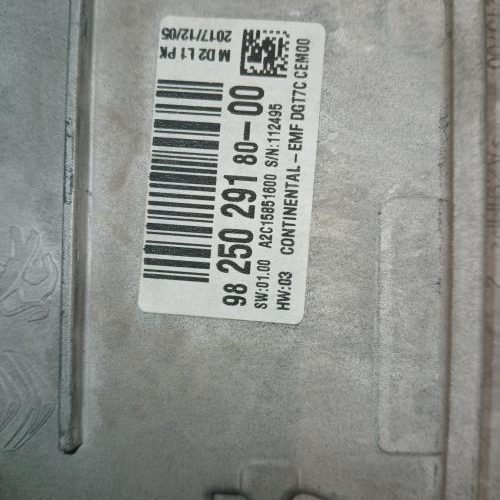 M D2 L1 PK
2017/12/05
98 250 291 80-00
SW:01.00 A2C15851600 S/N:112495
HW:03 CONTINENTAL - EMF DGT7C CEM00